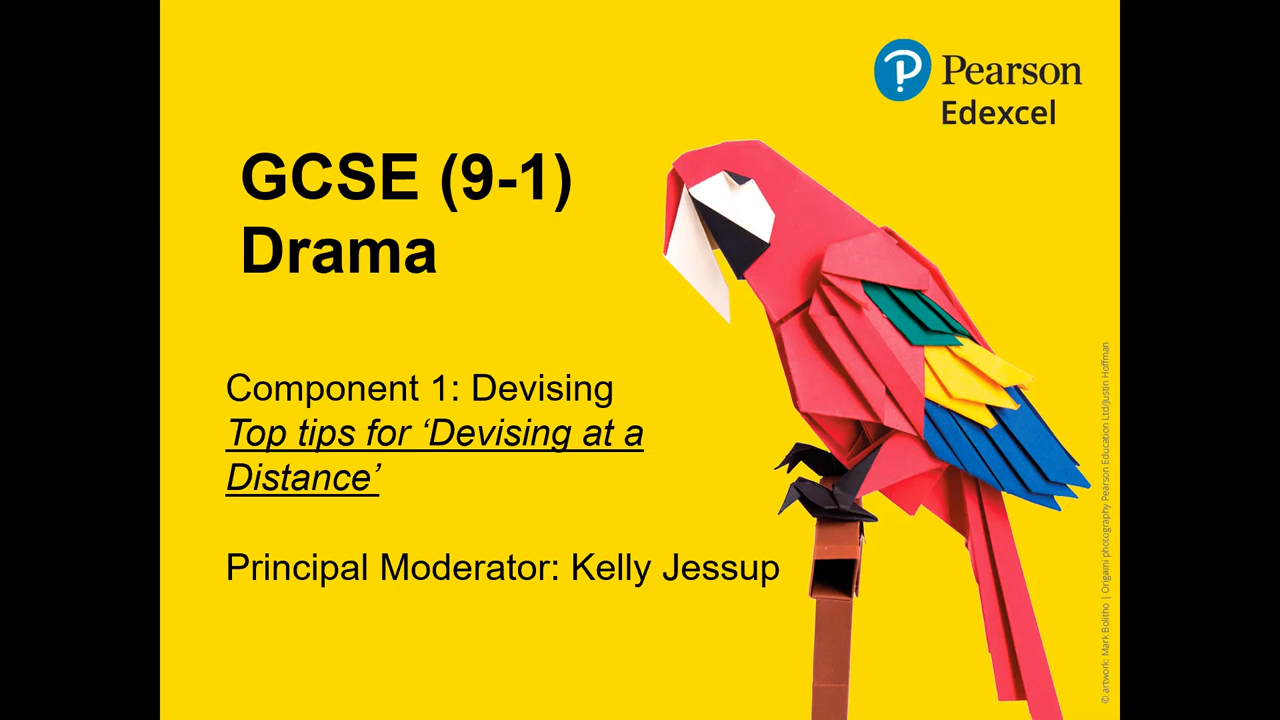 Pearson
Edexcel
GCSE (9-1)
Drama
Component 1: Devising
Top tips for ‘Devising at a
Distance’
Principal Moderator: Kelly Jessup
© artwork: Mark Bolitho | Origami photography Pearson Education Ltd/Justin Hoffman